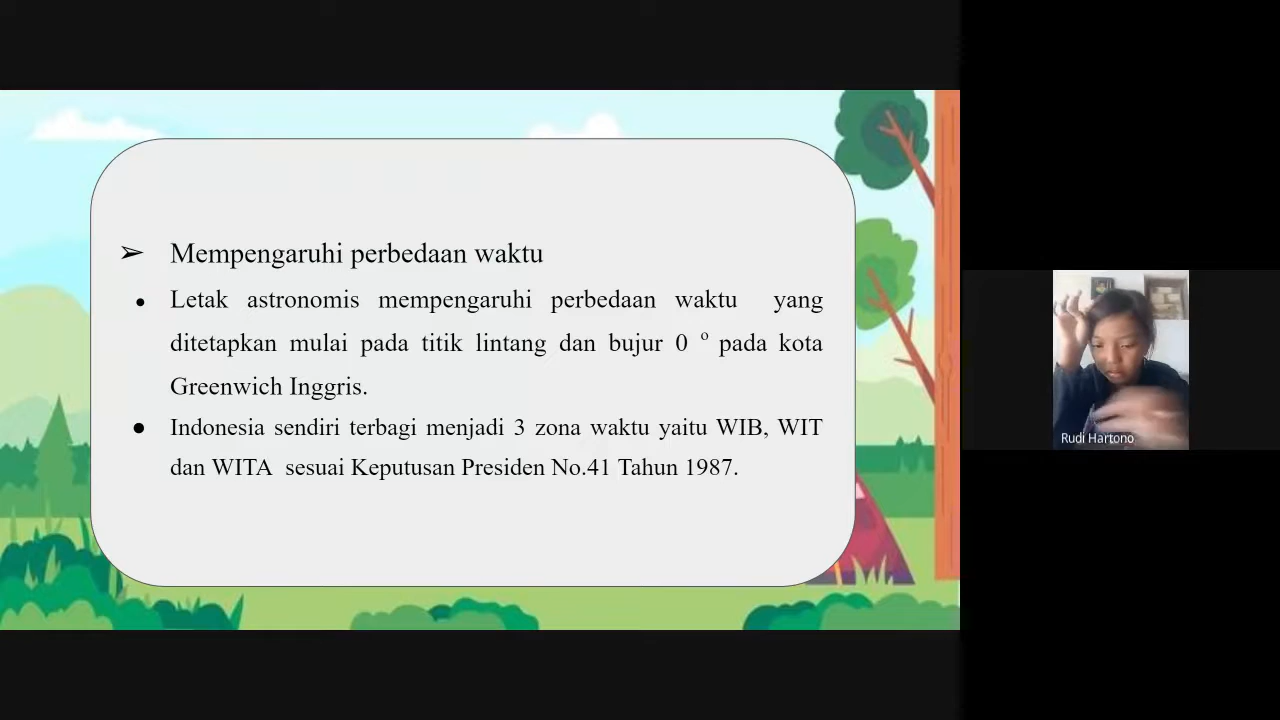 ➢ Mempengaruhi perbedaan waktu
● Letak astronomis mempengaruhi perbedaan waktu yang
ditetapkan mulai pada titik lintang dan bujur 0 º pada kota
Greenwich Inggris.
● Indonesia sendiri terbagi menjadi 3 zona waktu yaitu WIB, WIT
dan WITA sesuai Keputusan Presiden No.41 Tahun 1987.
Rudi Hartono